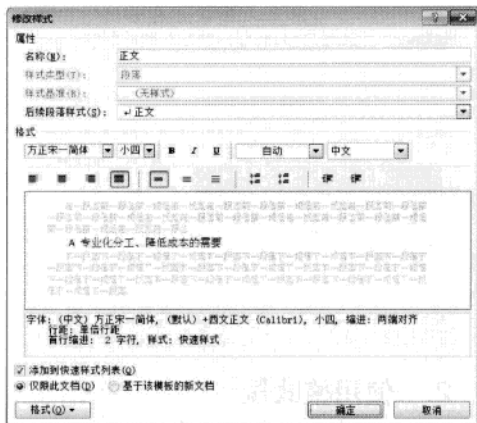 修改样式
属性
名称(N): 正文
样式类型(T): 段落
样式基准(B): (无样式)
后续段落样式(S): ↵正文
格式
方正宋一简体 小四 B I U 自动 中文
A 专业化分工、降低成本的需要
字体: (中文) 方正宋一简体, (默认) +西文正文 (Calibri), 小四, 缩进: 两端对齐
行距: 单倍行距
首行缩进: 2 字符, 样式: 快速样式
添加到快速样式列表(Q)
仅限此文档(D) 基于该模板的新文档
格式(O) 确定 取消